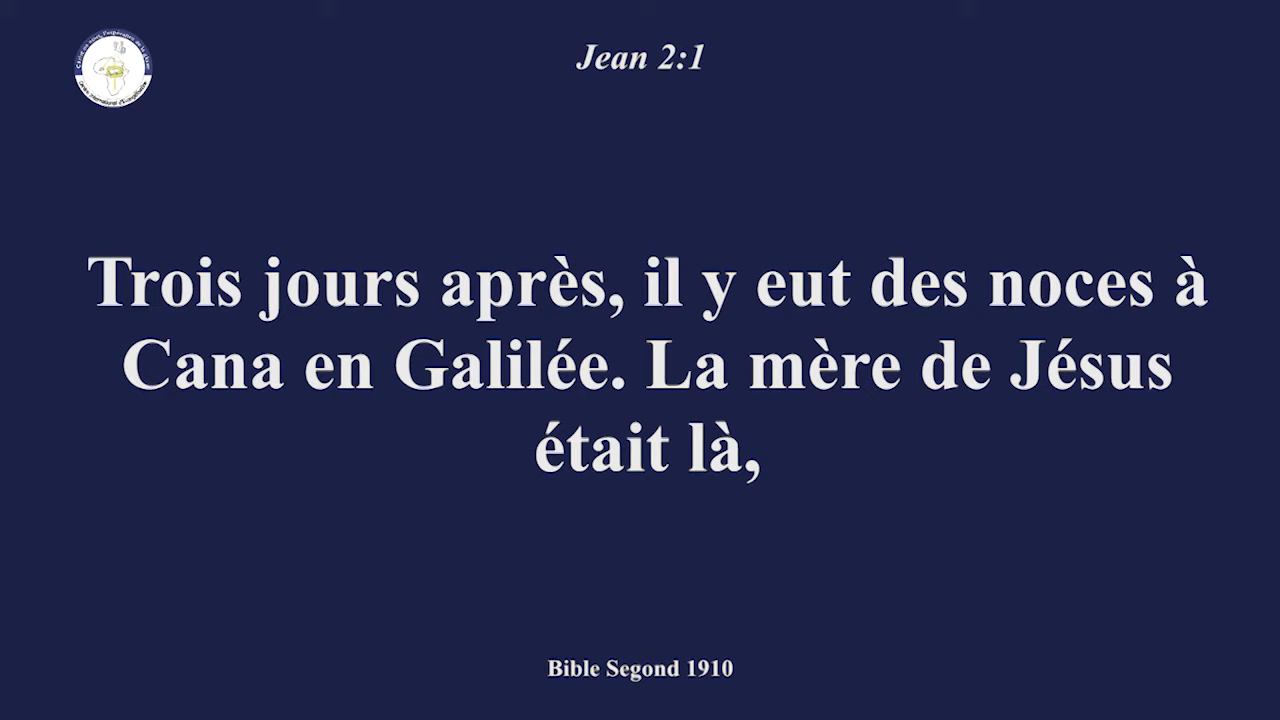 Jean 2:1
Trois jours après, il y eut des noces à
Cana en Galilée. La mère de Jésus
était là,
Bible Segond 1910